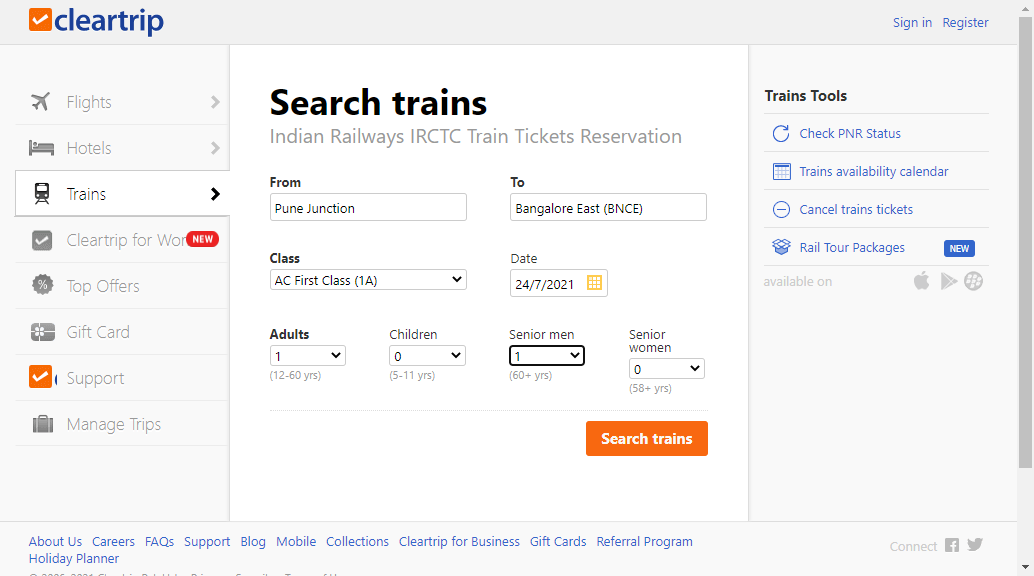 cleartrip
Sign in Register
Flights
Hotels
Trains
Cleartrip for Wor NEW
Top Offers
Gift Card
Support
Manage Trips
Search trains
Indian Railways IRCTC Train Tickets Reservation
From To
Pune Junction Bangalore East (BNCE)
Class Date
AC First Class (1A) 24/7/2021
Adults Children Senior men Senior women
1 0 1 0
(12-60 yrs) (5-11 yrs) (60+ yrs) (58+ yrs)
Search trains
Trains Tools
Check PNR Status
Trains availability calendar
Cancel trains tickets
Rail Tour Packages NEW
available on
About Us Careers FAQs Support Blog Mobile Collections Cleartrip for Business Gift Cards Referral Program
Holiday Planner
Connect